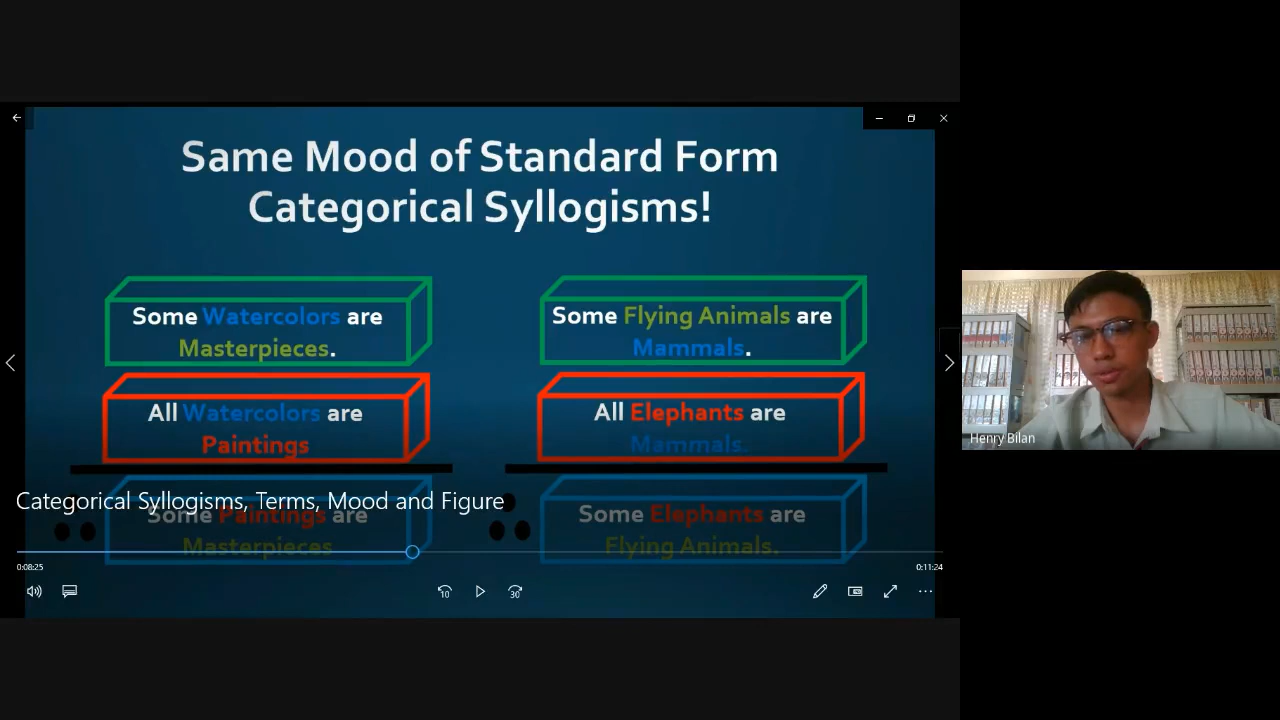 Same Mood of Standard Form
Categorical Syllogisms!
Some Watercolors are
Masterpieces.
All Watercolors are
Paintings
Some Paintings are
Masterpieces
Some Flying Animals are
Mammals.
All Elephants are
Mammals.
Some Elephants are
Flying Animals.
Categorical Syllogisms, Terms, Mood and Figure
0:08:25
0:11:24
10
30
Henry Bilan